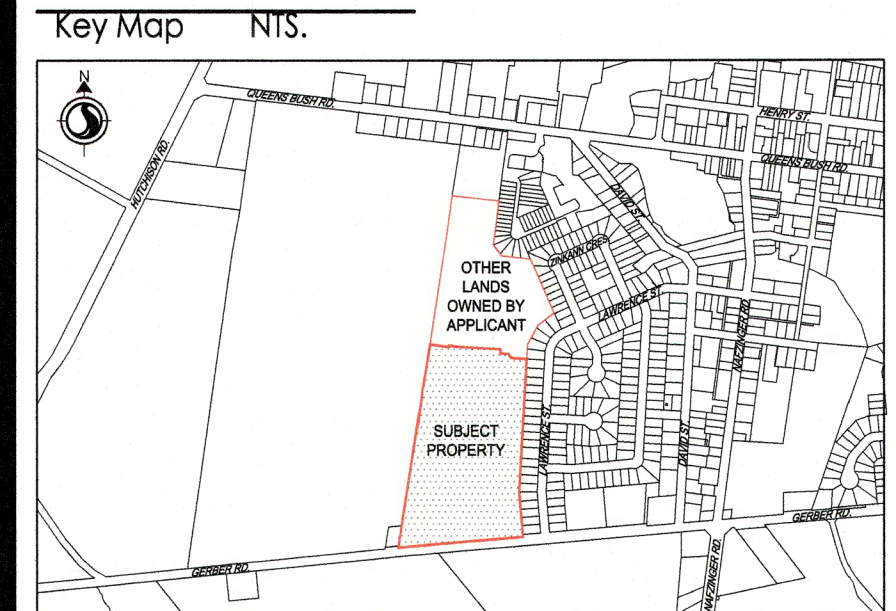 Key Map NTS.
N
QUEENS BUSH RD.
HENRY ST.
HUTCHISON RD.
QUEENS BUSH RD.
DAVID ST.
ZINKANN CRES.
OTHER
LANDS
OWNED BY
APPLICANT
LAWRENCE ST.
NAFZINGER RD.
SUBJECT
PROPERTY
LAWRENCE ST.
DAVID ST.
GERBER RD.
GERBER RD.
NAFZINGER RD.